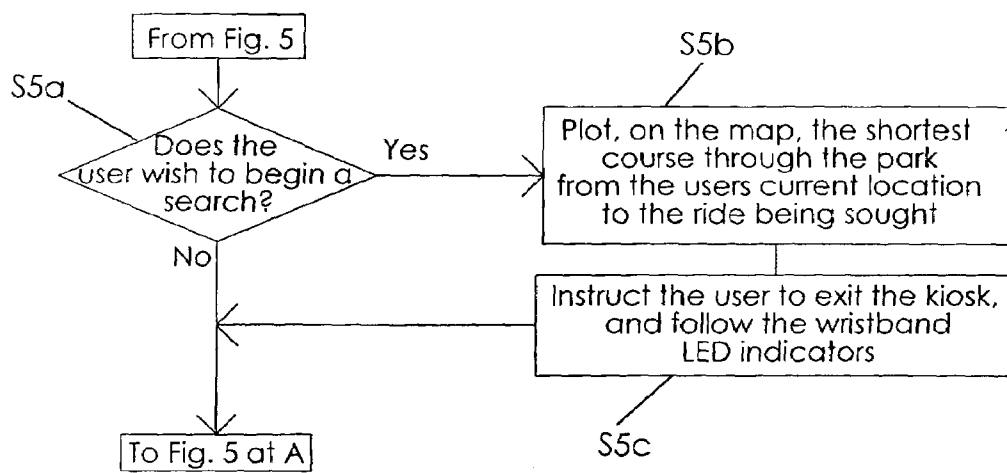 From Fig. 5
S5a
S5b
Does the
user wish to begin a
search?
Yes
No
Plot, on the map, the shortest
course through the park
from the users current location
to the ride being sought
Instruct the user to exit the kiosk,
and follow the wristband
LED indicators
S5c
To Fig. 5 at A